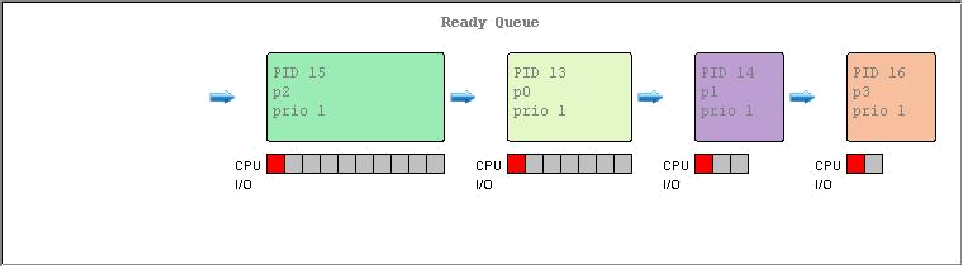 Ready Queue
PID 15
p2
prio 1
PID 13
p0
prio 1
PID 14
p1
prio 1
PID 16
p3
prio 1
CPU
I/O
CPU
I/O
CPU
I/O
CPU
I/O